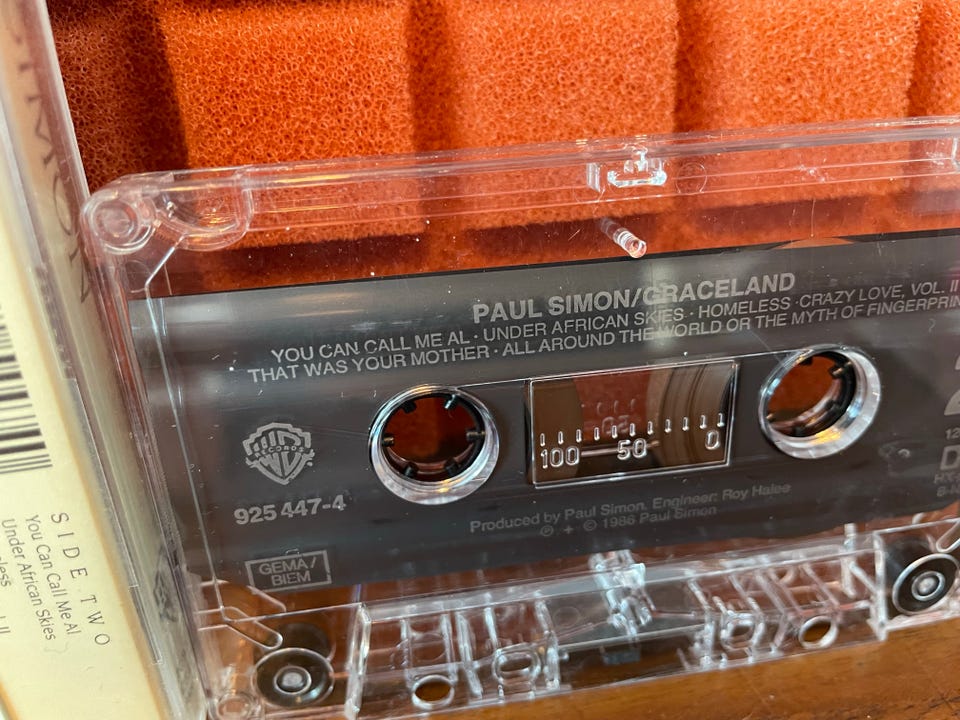 PAUL SIMON/GRACELAND
YOU CAN CALL ME AL · UNDER AFRICAN SKIES · HOMELESS · CRAZY LOVE, VOL. II
THAT WAS YOUR MOTHER · ALL AROUND THE WORLD OR THE MYTH OF FINGERPRIN
100 50 0
RECORDS
925 447-4
Produced by Paul Simon. Engineer: Roy Halee
℗ + © 1986 Paul Simon
GEMA/
BIEM
SIDE TWO
You Can Call Me Al
Under African Skies